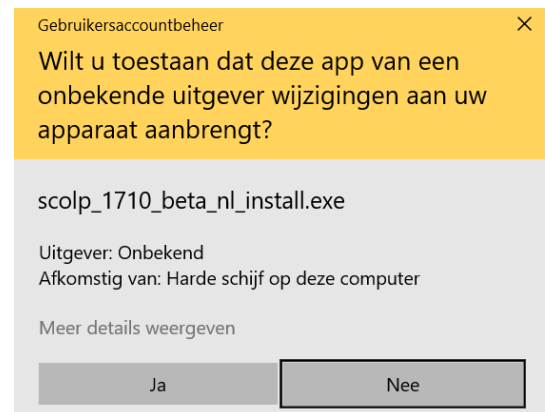 Gebruikersaccountbeheer
Wilt u toestaan dat deze app van een
onbekende uitgever wijzigingen aan uw
apparaat aanbrengt?
scolp_1710_beta_nl_install.exe
Uitgever: Onbekend
Afkomstig van: Harde schijf op deze computer
Meer details weergeven
Ja
Nee